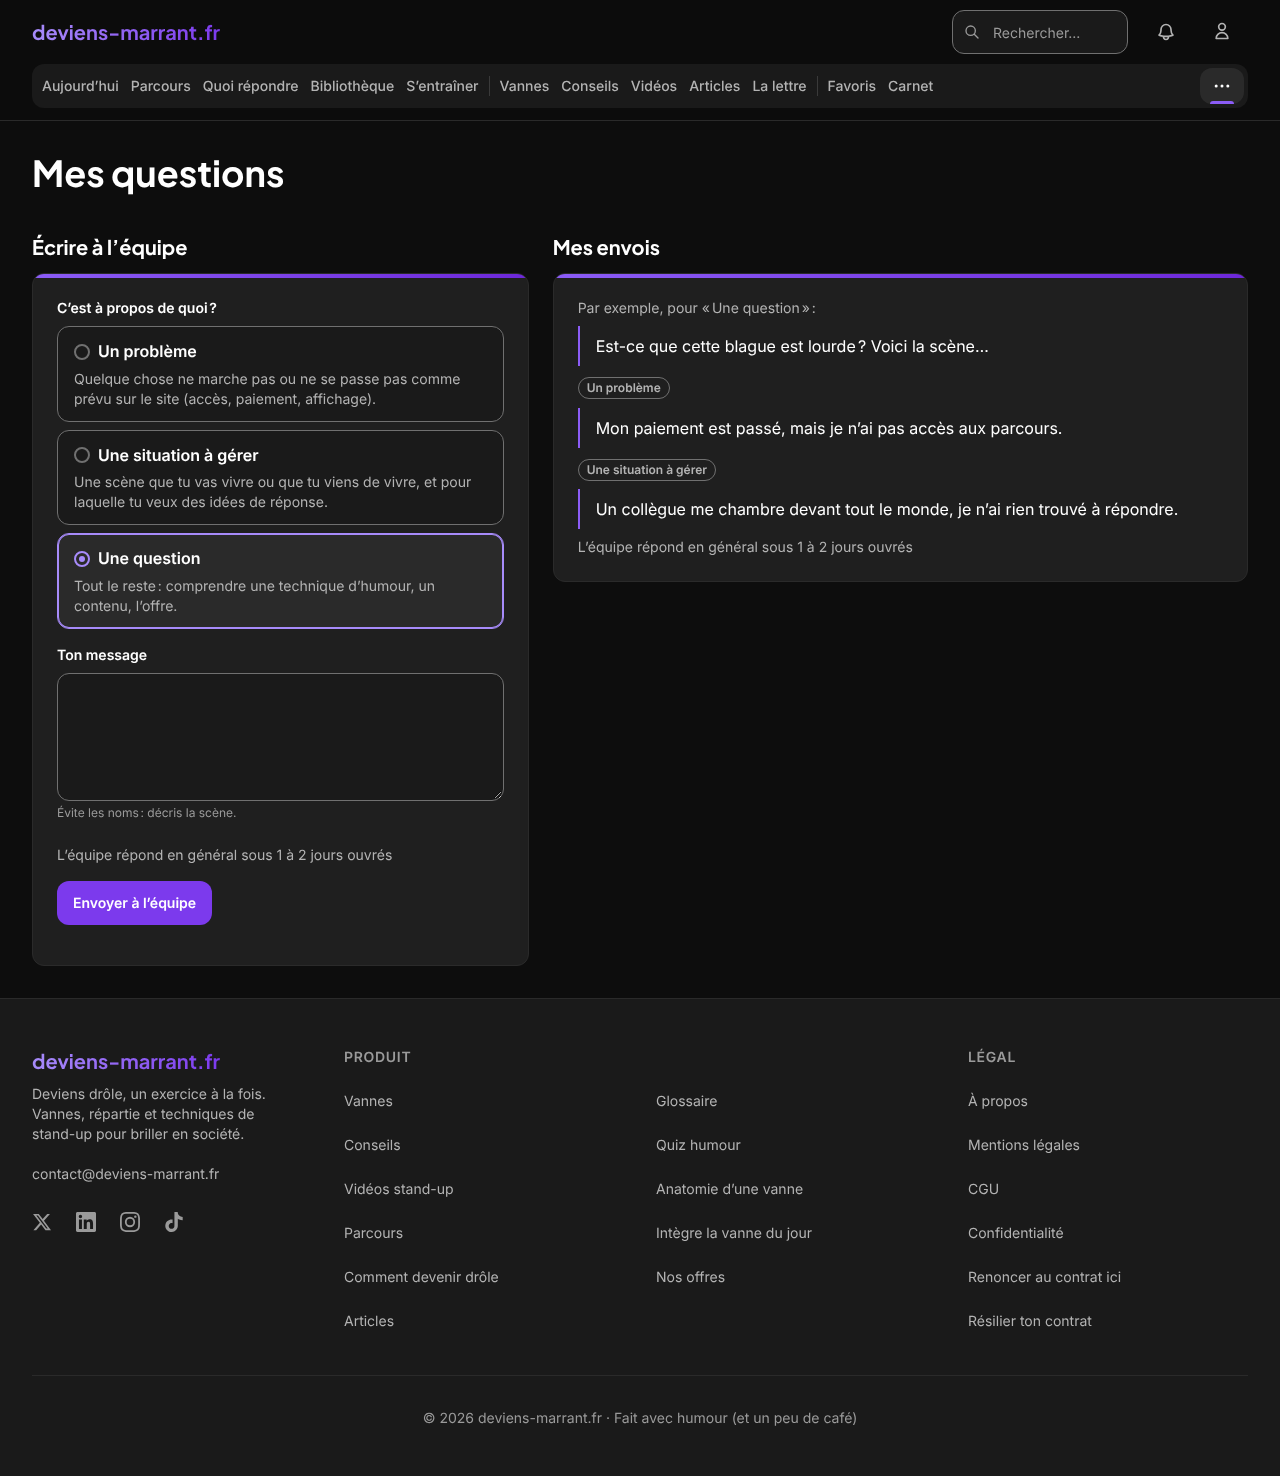 deviens-marrant.fr
Rechercher...
Aujourd’hui Parcours Quoi répondre Bibliothèque S’entraîner Vannes Conseils Vidéos Articles La lettre Favoris Carnet
Mes questions
Écrire à l’équipe
C’est à propos de quoi ?
Un problème
Quelque chose ne marche pas ou ne se passe pas comme
prévu sur le site (accès, paiement, affichage).
Une situation à gérer
Une scène que tu vas vivre ou que tu viens de vivre, et pour
laquelle tu veux des idées de réponse.
Une question
Tout le reste : comprendre une technique d’humour, un
contenu, l’offre.
Ton message
Évite les noms : décris la scène.
L’équipe répond en général sous 1 à 2 jours ouvrés
Envoyer à l’équipe
Mes envois
Par exemple, pour « Une question » :
Est-ce que cette blague est lourde ? Voici la scène…
Un problème
Mon paiement est passé, mais je n’ai pas accès aux parcours.
Une situation à gérer
Un collègue me chambre devant tout le monde, je n’ai rien trouvé à répondre.
L’équipe répond en général sous 1 à 2 jours ouvrés
deviens-marrant.fr
Deviens drôle, un exercice à la fois.
Vannes, répartie et techniques de
stand-up pour briller en société.
contact@deviens-marrant.fr
PRODUIT
Vannes
Conseils
Vidéos stand-up
Parcours
Comment devenir drôle
Articles
Glossaire
Quiz humour
Anatomie d’une vanne
Intègre la vanne du jour
Nos offres
LÉGAL
À propos
Mentions légales
CGU
Confidentialité
Renoncer au contrat ici
Résilier ton contrat
© 2026 deviens-marrant.fr · Fait avec humour (et un peu de café)